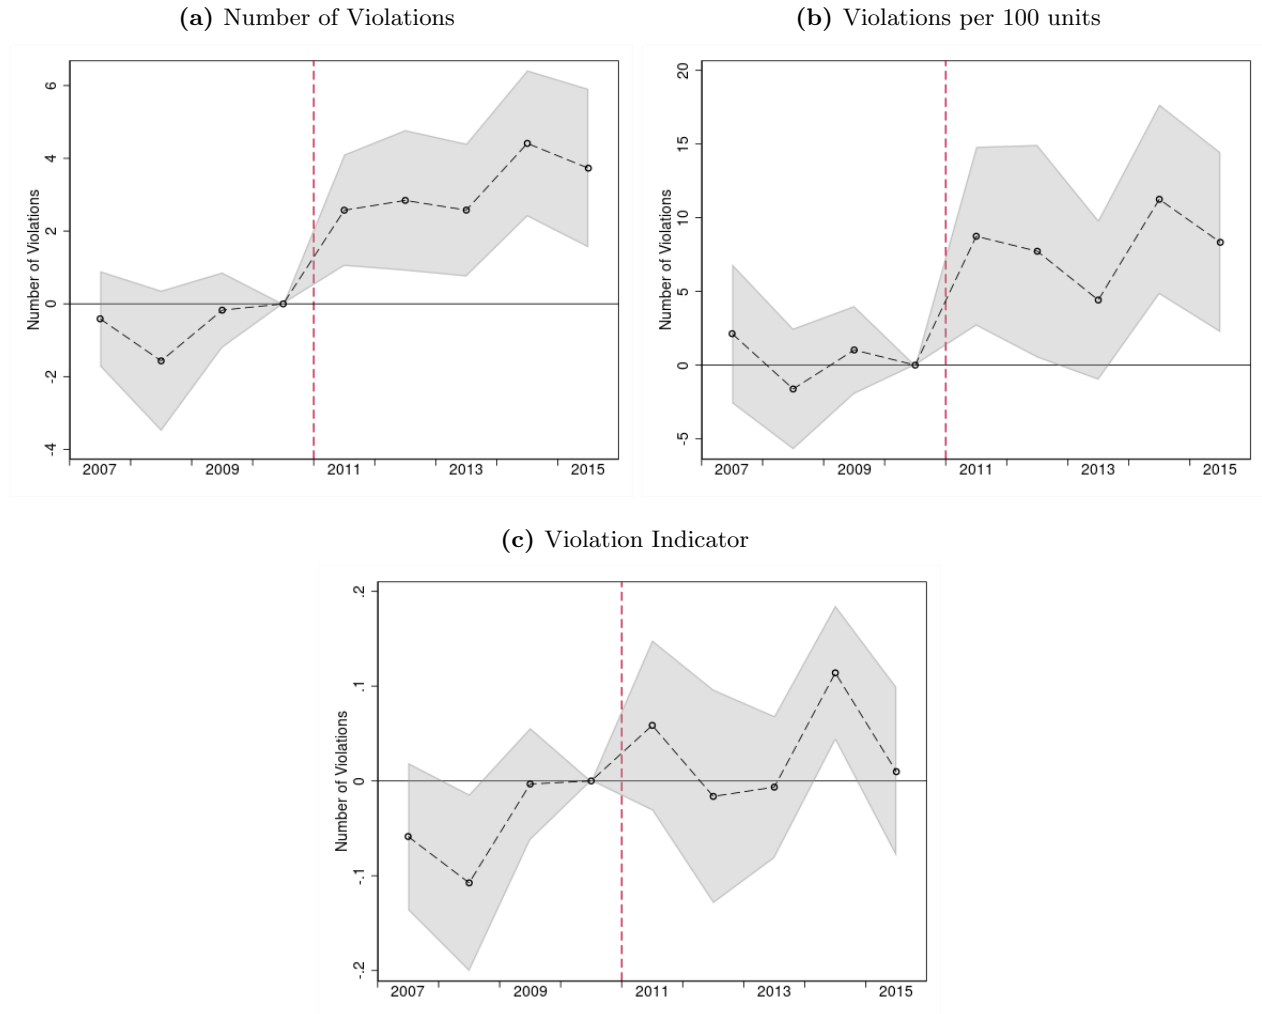 (a) Number of Violations
Number of Violations
6
4
2
0
-2
-4
2007 2009 2011 2013 2015
(b) Violations per 100 units
Number of Violations
20
15
10
5
0
-5
2007 2009 2011 2013 2015
(c) Violation Indicator
Number of Violations
.2
.1
0
-.1
-.2
2007 2009 2011 2013 2015